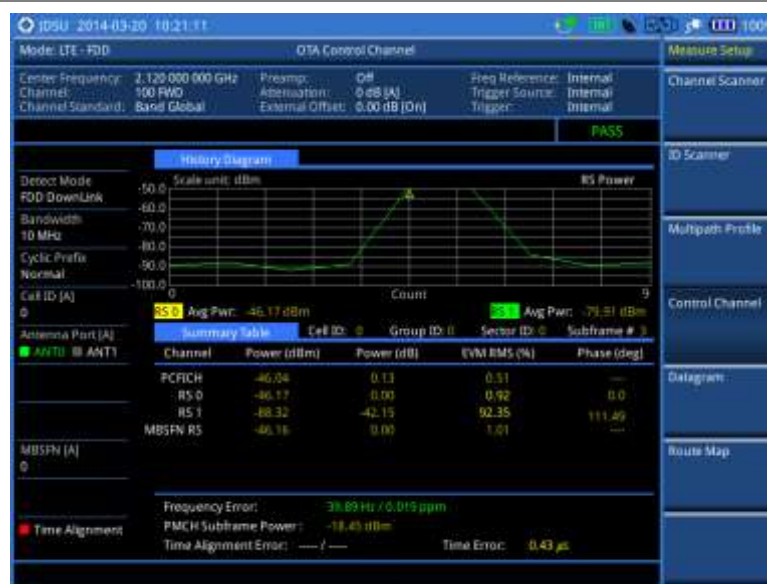 JDSU 2014-03-20 10:21:11 100%
Mode: LTE - FDD OTA Control Channel Measure Setup
Center Frequency: 2.120 000 000 GHz Preamp: Off Freq Reference: Internal
Channel: 100 FWD Attenuation: 0 dB [A] Trigger Source: Internal
Channel Standard: Band Global External Offset: 0.00 dB [On] Trigger: Internal
Channel Scanner
PASS
ID Scanner
History Diagram
Detect Mode
FDD DownLink
Scale unit: dBm RS Power
-50.0
-60.0
-70.0
-80.0
-90.0
-100.0
0 Count 9
Bandwidth
10 MHz
Multipath Profile
Cyclic Prefix
Normal
Cell ID [A]
0
Control Channel
RS 0 Avg Pwr: -46.17 dBm RS 1 Avg Pwr: -79.91 dBm
Antenna Port [A]
ANT0 ANT1
Summary Table Cell ID: 0 Group ID: 0 Sector ID: 0 Subframe # 3
Channel Power (dBm) Power (dB) EVM RMS (%) Phase (deg)
PCFICH -46.04 0.13 0.51 ----
RS 0 -46.17 0.00 0.92 0.0
RS 1 -88.32 -42.15 92.35 111.49
MBSFN RS -46.16 0.00 1.01 ----
Datagram
MBSFN [A]
0
Route Map
Frequency Error: 39.89 Hz / 0.019 ppm
Time Alignment
PMCH Subframe Power: -18.45 dBm
Time Alignment Error: ---- / ---- Time Error: 0.43 µs